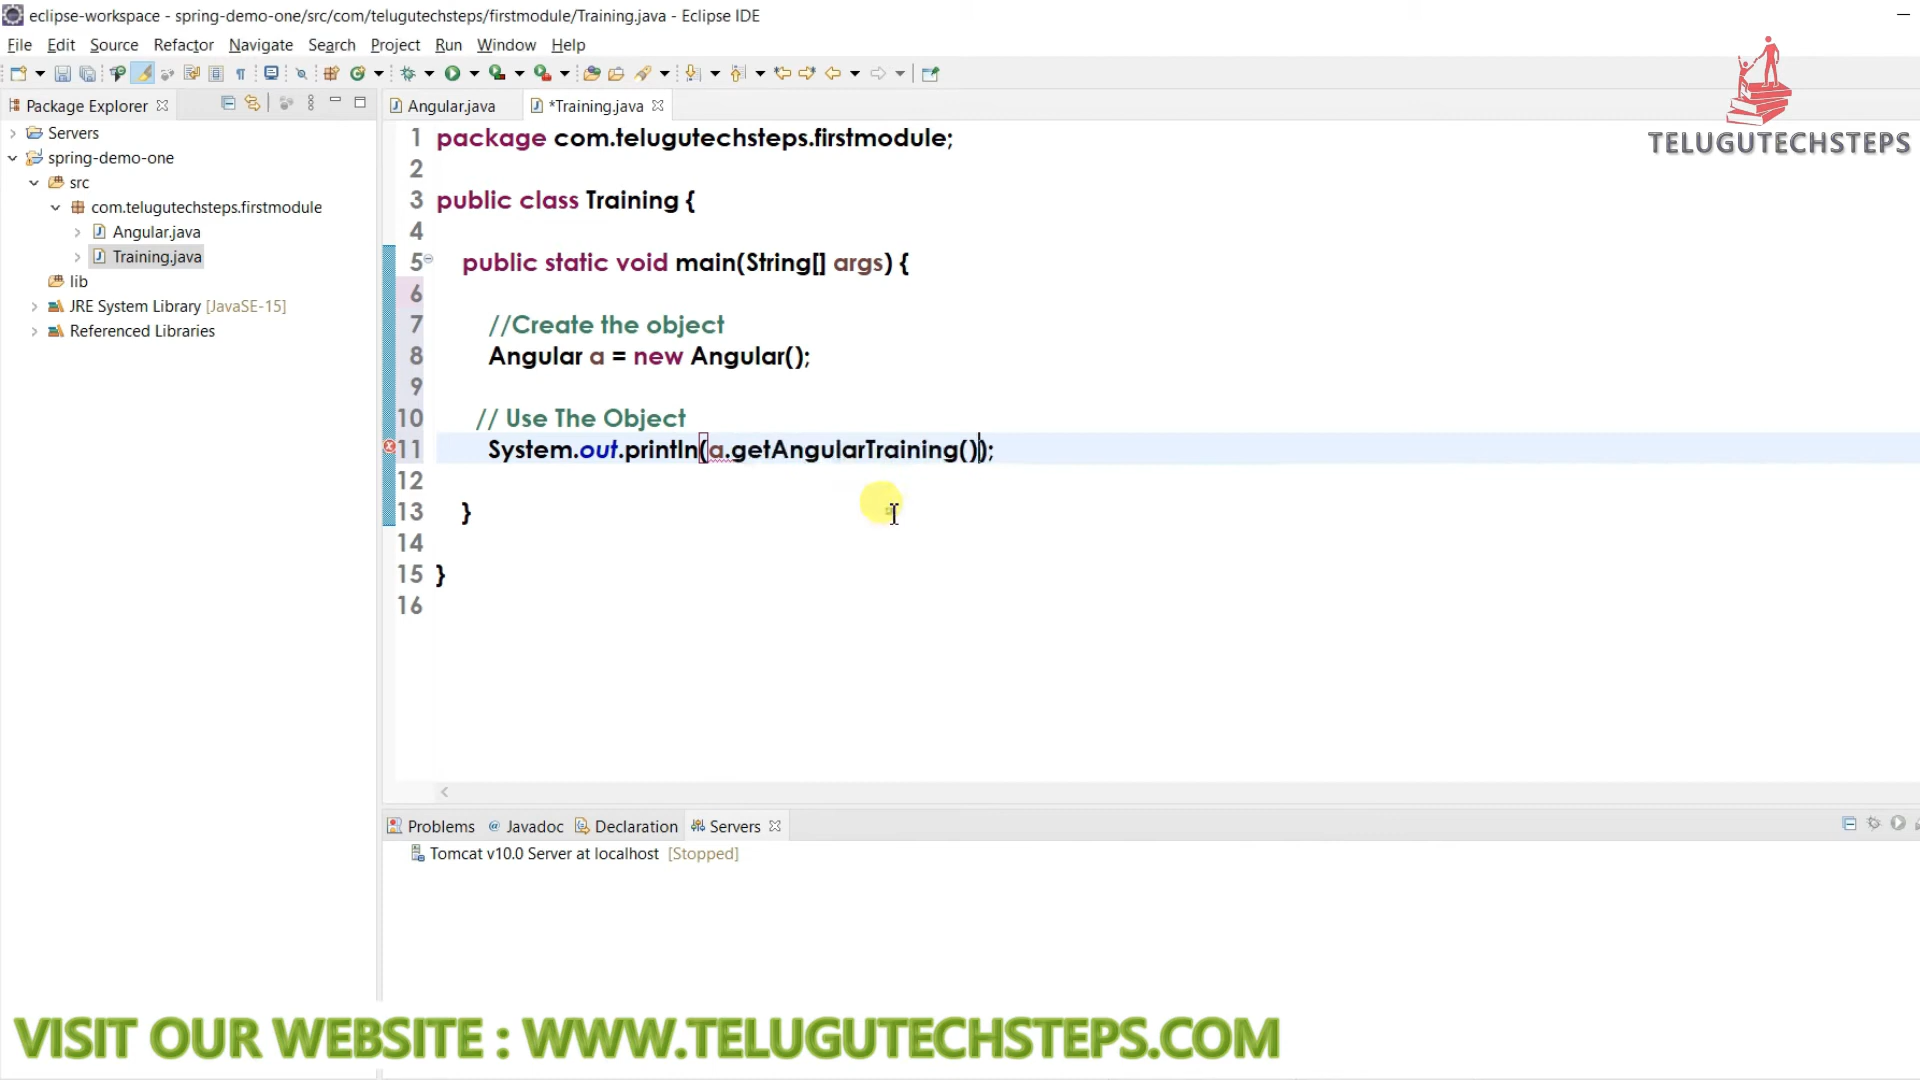 eclipse-workspace - spring-demo-one/src/com/telugutechsteps/firstmodule/Training.java - Eclipse IDE
File Edit Source Refactor Navigate Search Project Run Window Help
TELUGUTECHSTEPS
Package Explorer
Servers
spring-demo-one
src
com.telugutechsteps.firstmodule
Angular.java
Training.java
lib
JRE System Library [JavaSE-15]
Referenced Libraries
Angular.java *Training.java
1 package com.telugutechsteps.firstmodule;
2
3 public class Training {
4
5 public static void main(String[] args) {
6
7 //Create the object
8 Angular a = new Angular();
9
10 // Use The Object
11 System.out.println(a.getAngularTraining());
12
13 }
14
15 }
16
Problems @ Javadoc Declaration Servers
Tomcat v10.0 Server at localhost [Stopped]
VISIT OUR WEBSITE : WWW.TELUGUTECHSTEPS.COM